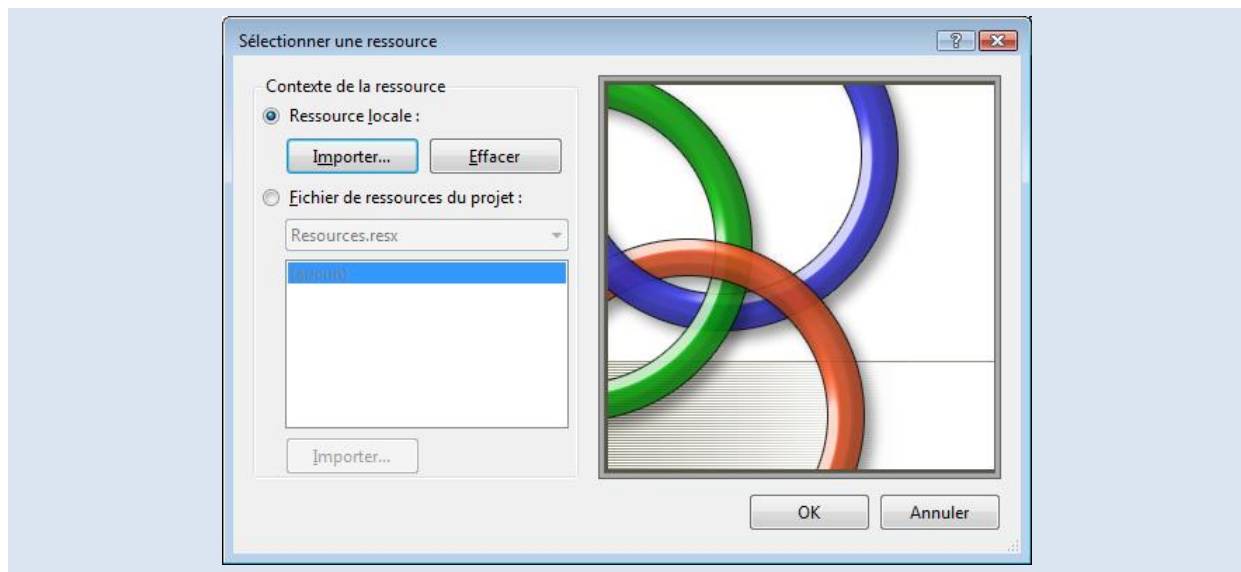 Sélectionner une ressource
Contexte de la ressource
Ressource locale :
Importer... Effacer
Fichier de ressources du projet :
Resources.resx
(aucun)
Importer...
OK Annuler